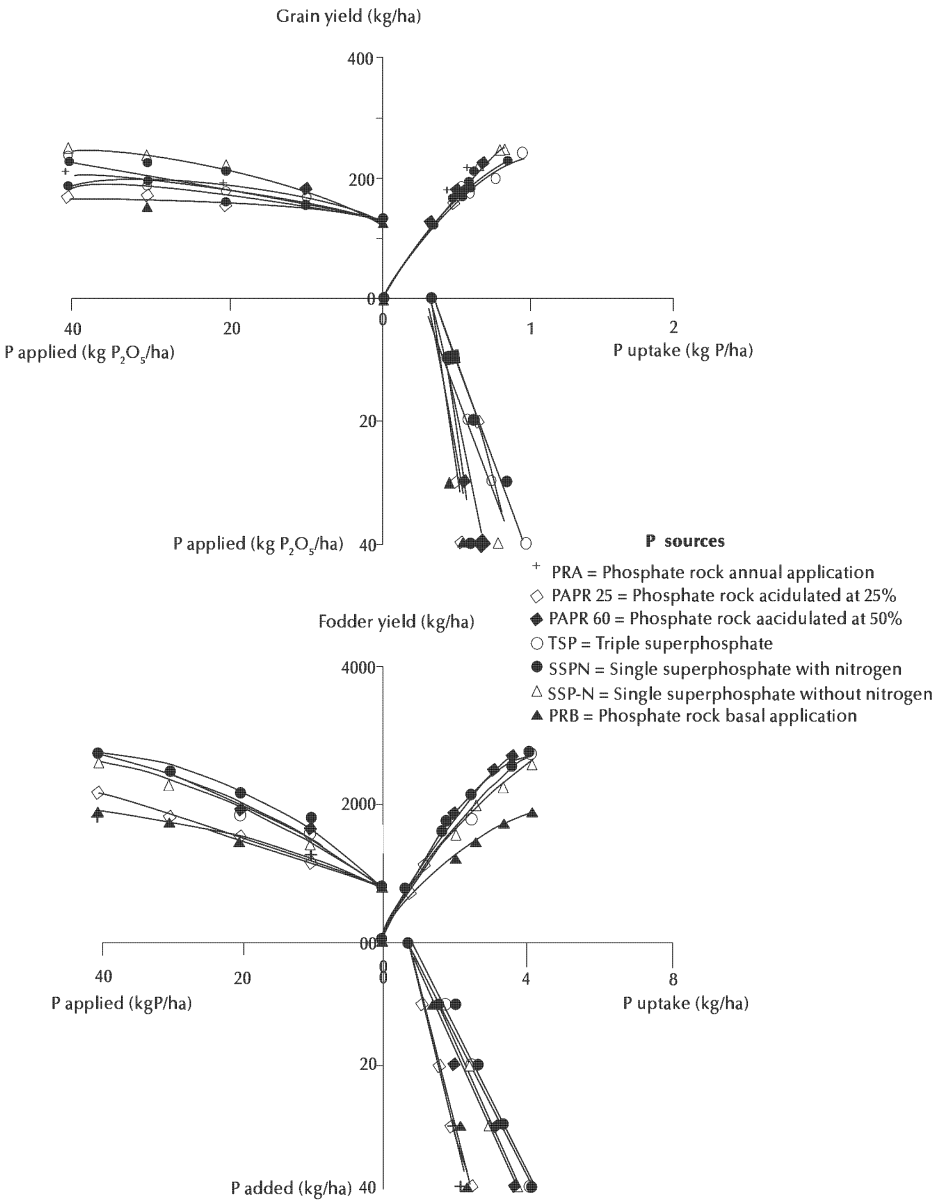 Grain yield (kg/ha)
400
200
0
40
20
0
1
2
P applied (kg P₂O₅/ha)
P uptake (kg P/ha)
20
P applied (kg P₂O₅/ha)
40
P sources
+ PRA = Phosphate rock annual application
◇ PAPR 25 = Phosphate rock acidulated at 25%
◆ PAPR 60 = Phosphate rock aacidulated at 50%
○ TSP = Triple superphosphate
● SSPN = Single superphosphate with nitrogen
△ SSP-N = Single superphosphate without nitrogen
▲ PRB = Phosphate rock basal application
Fodder yield (kg/ha)
4000
2000
00
40
20
0
0
4
8
P applied (kgP/ha)
P uptake (kg/ha)
20
P added (kg/ha)
40